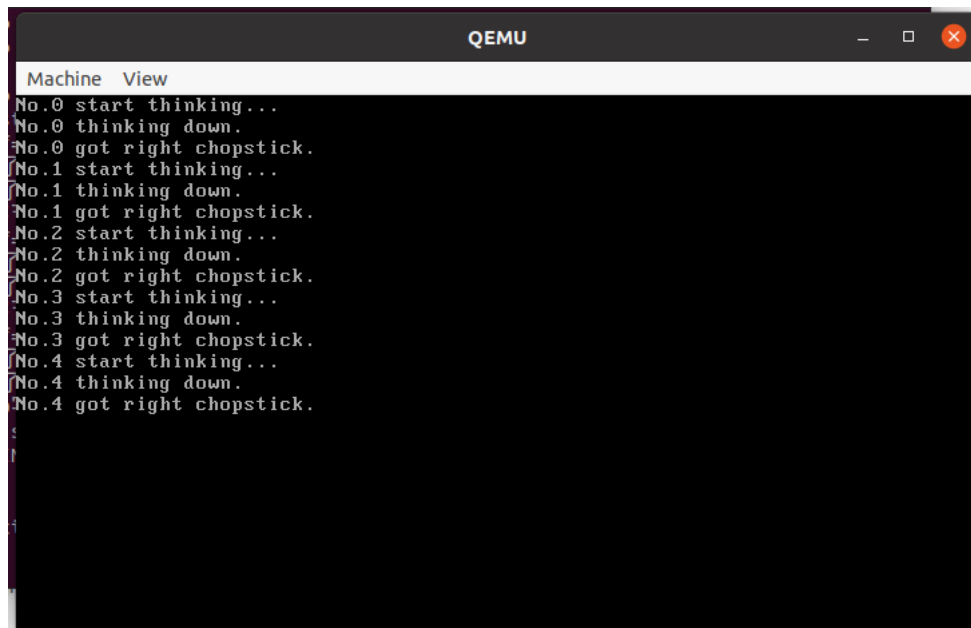 QEMU
Machine View
No.0 start thinking...
No.0 thinking down.
No.0 got right chopstick.
No.1 start thinking...
No.1 thinking down.
No.1 got right chopstick.
No.2 start thinking...
No.2 thinking down.
No.2 got right chopstick.
No.3 start thinking...
No.3 thinking down.
No.3 got right chopstick.
No.4 start thinking...
No.4 thinking down.
No.4 got right chopstick.